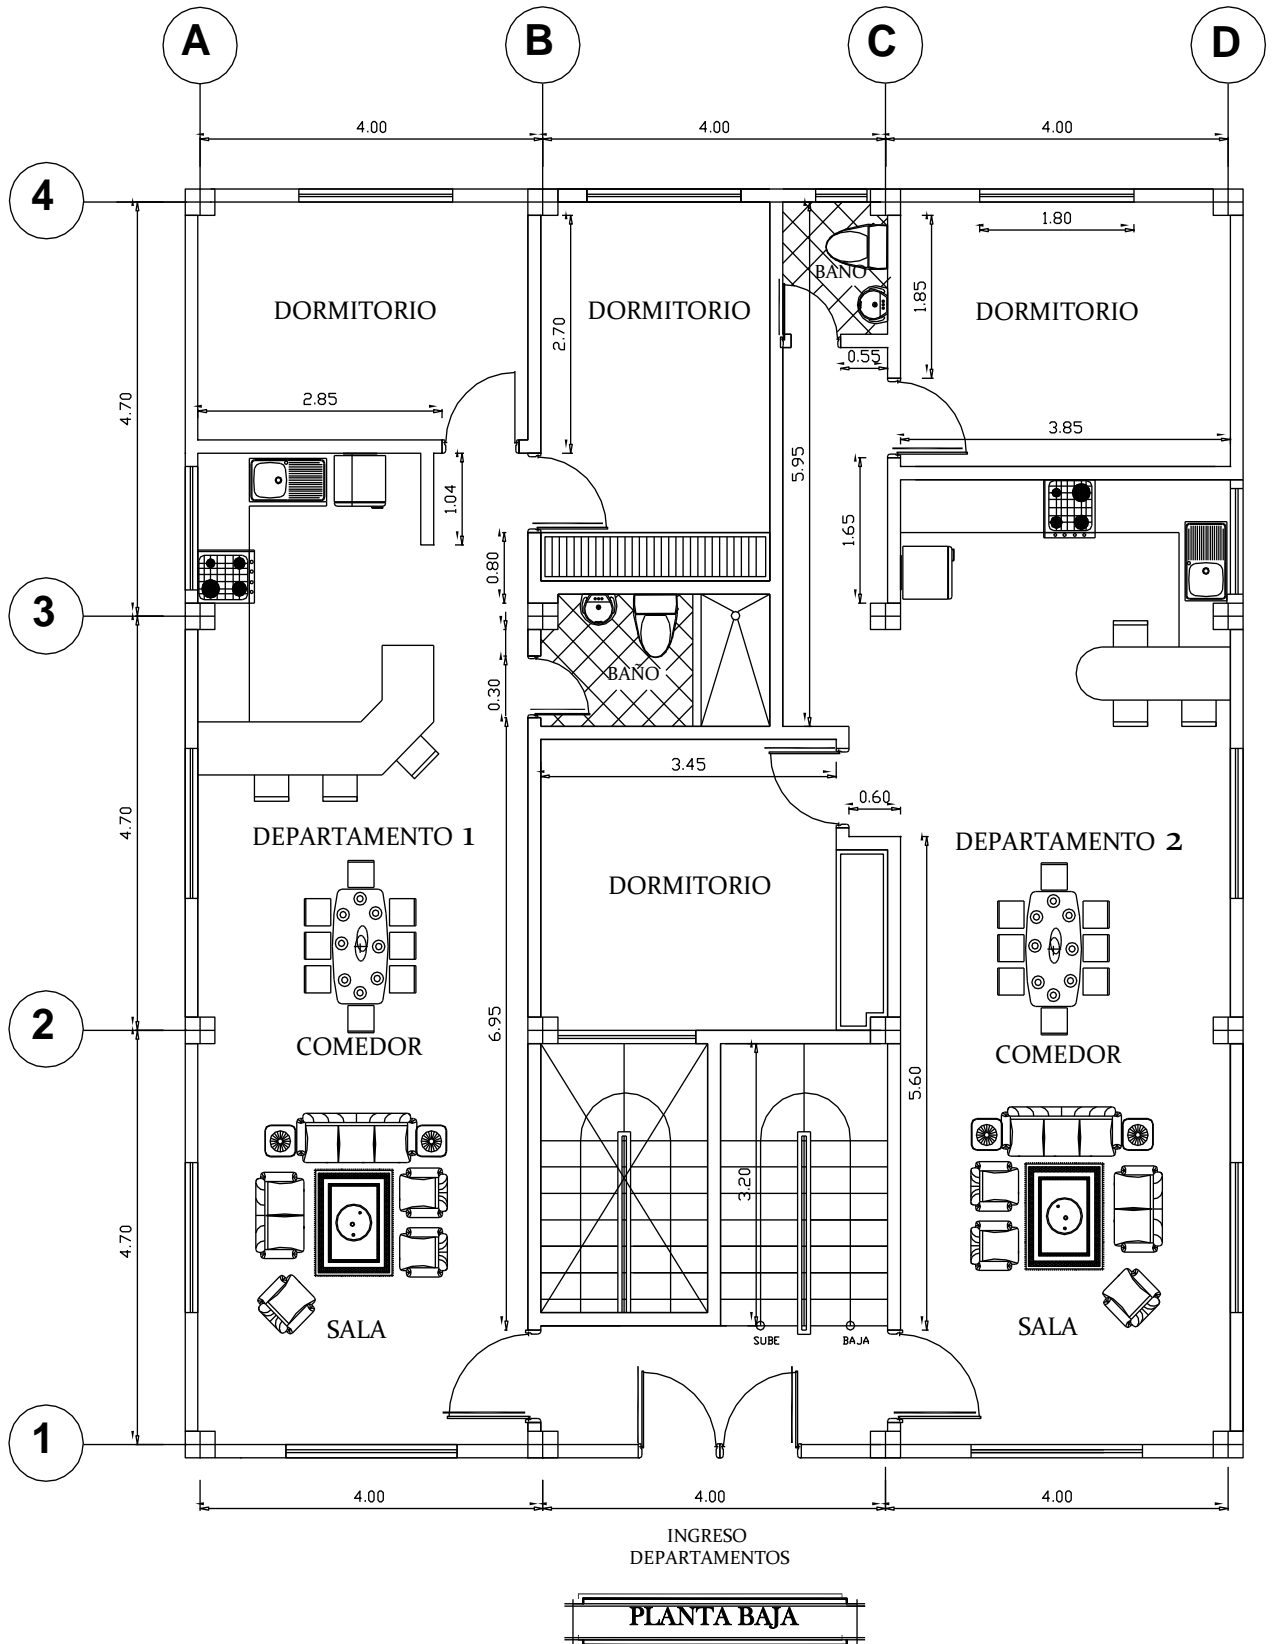 A
B
C
D
4.00
4.00
4.00
4
1.80
BAÑO
DORMITORIO
DORMITORIO
DORMITORIO
1.85
2.70
0.55
2.85
3.85
4.70
5.95
1.04
1.65
0.80
3
BAÑO
0.30
3.45
0.60
4.70
DEPARTAMENTO 1
DEPARTAMENTO 2
DORMITORIO
6.95
2
COMEDOR
COMEDOR
5.60
3.20
4.70
SALA
SALA
SUBE
BAJA
1
4.00
4.00
4.00
INGRESO
DEPARTAMENTOS
PLANTA BAJA